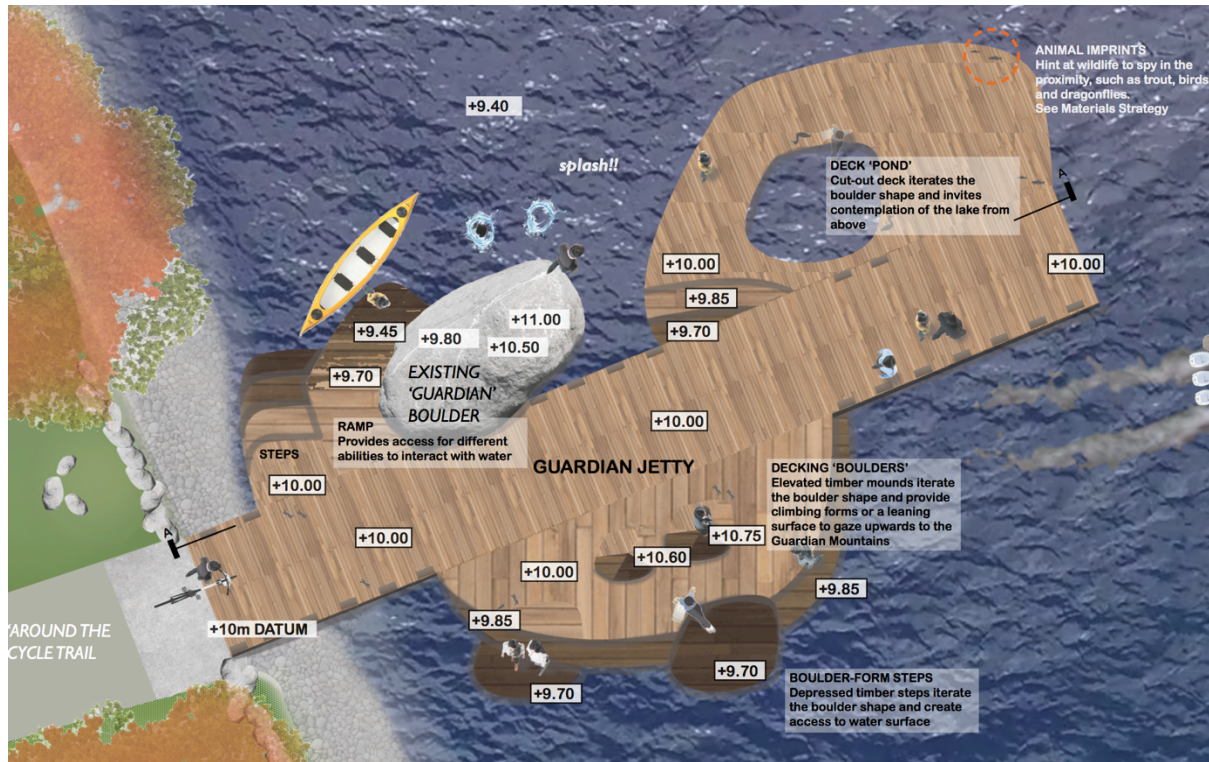 ANIMAL IMPRINTS
Hint at wildlife to spy in the
proximity, such as trout, birds
and dragonflies.
See Materials Strategy
+9.40
splash!!
DECK ‘POND’
Cut-out deck iterates the
boulder shape and invites
contemplation of the lake from
above
A
+10.00
+10.00
+9.85
+9.70
+11.00
+9.45
+9.80
+10.50
+9.70
EXISTING
‘GUARDIAN’
BOULDER
RAMP
Provides access for different
abilities to interact with water
+10.00
STEPS
GUARDIAN JETTY
DECKING ‘BOULDERS’
Elevated timber mounds iterate
the boulder shape and provide
climbing forms or a leaning
surface to gaze upwards to the
Guardian Mountains
+10.00
A
+10.00
+10.75
+10.60
+10.00
+9.85
+9.85
+10m DATUM
‘AROUND THE
CYCLE TRAIL
+9.70
+9.70
BOULDER-FORM STEPS
Depressed timber steps iterate
the boulder shape and create
access to water surface